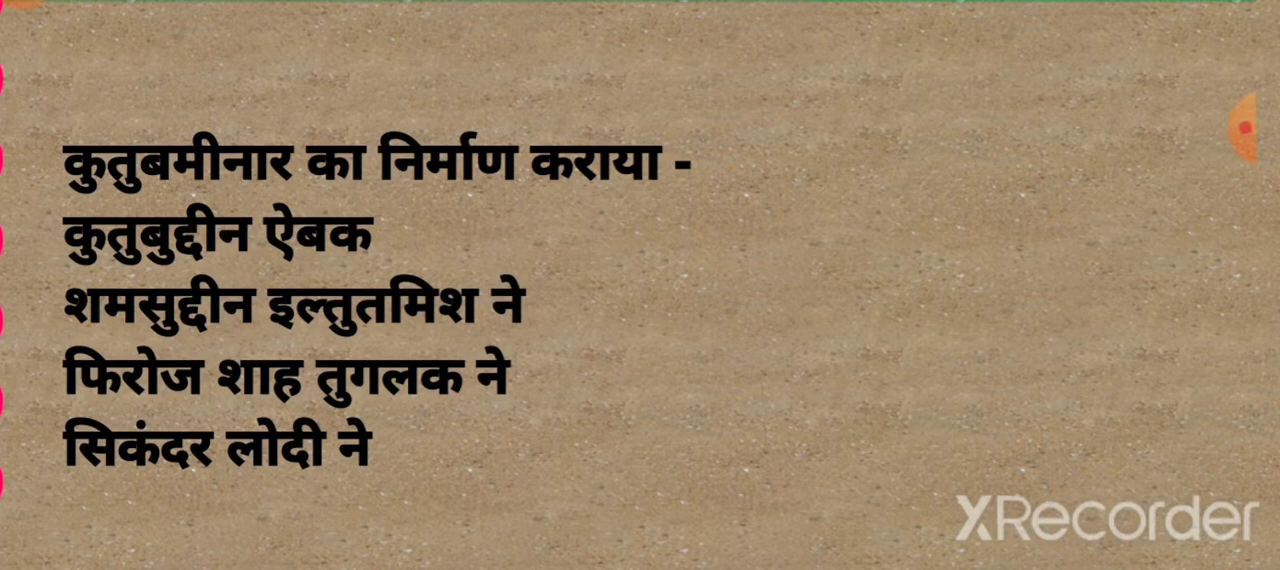 कुतुबमीनार का निर्माण कराया -
कुतुबुद्दीन ऐबक
शमसुद्दीन इल्तुतमिश ने
फिरोज शाह तुगलक ने
सिकंदर लोदी ने
XRecorder